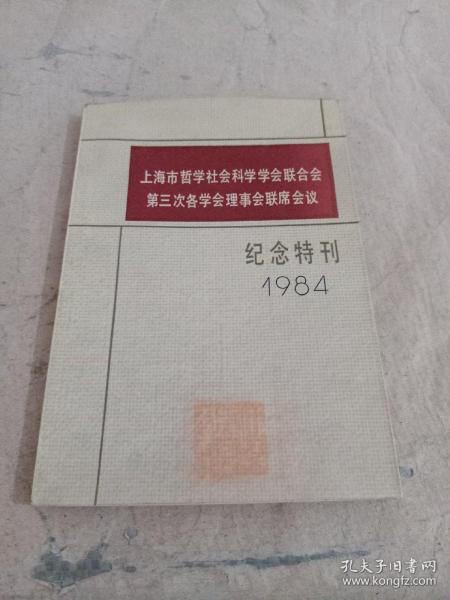 上海市哲学社会科学学会联合会
第三次各学会理事会联席会议
纪念特刊
1984
孔夫子旧书网
www.kongfz.com